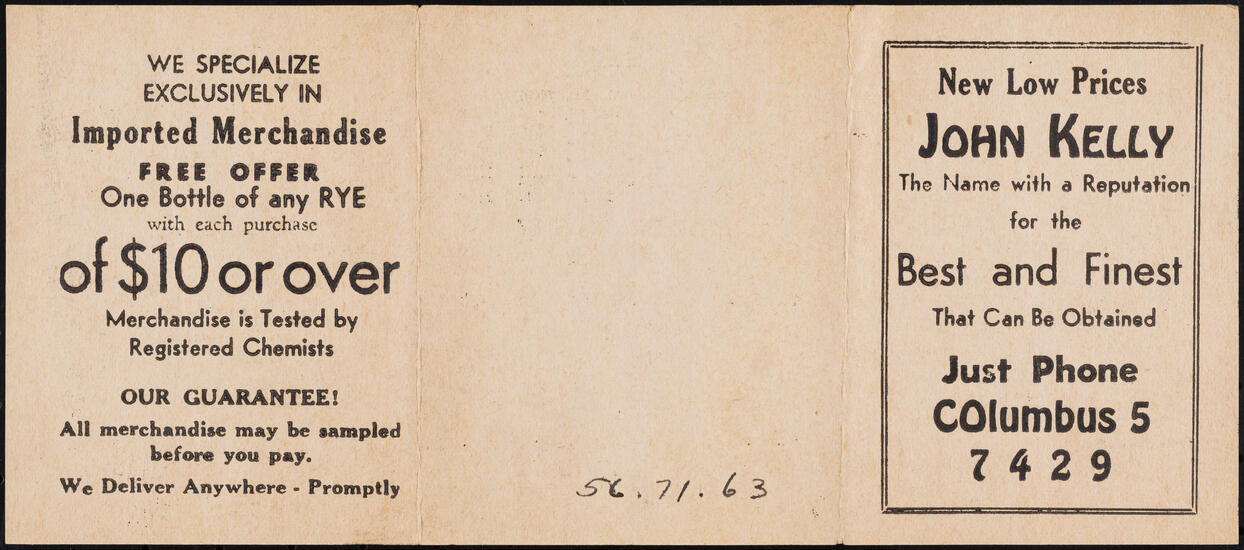 WE SPECIALIZE
EXCLUSIVELY IN
Imported Merchandise
FREE OFFER
One Bottle of any RYE
with each purchase
of $10 or over
Merchandise is Tested by
Registered Chemists
OUR GUARANTEE!
All merchandise may be sampled
before you pay.
We Deliver Anywhere - Promptly
56.71.63
New Low Prices
JOHN KELLY
The Name with a Reputation
for the
Best and Finest
That Can Be Obtained
Just Phone
COlumbus 5
7429